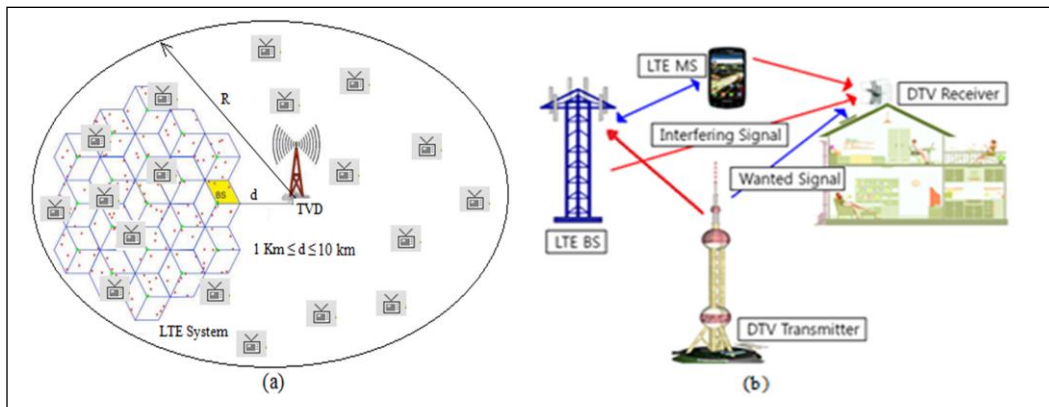 R
BS
d
TVD
1 Km ≤ d ≤ 10 km
LTE System
(a)
LTE MS
DTV Receiver
Interfering Signal
Wanted Signal
LTE BS
DTV Transmitter
(b)